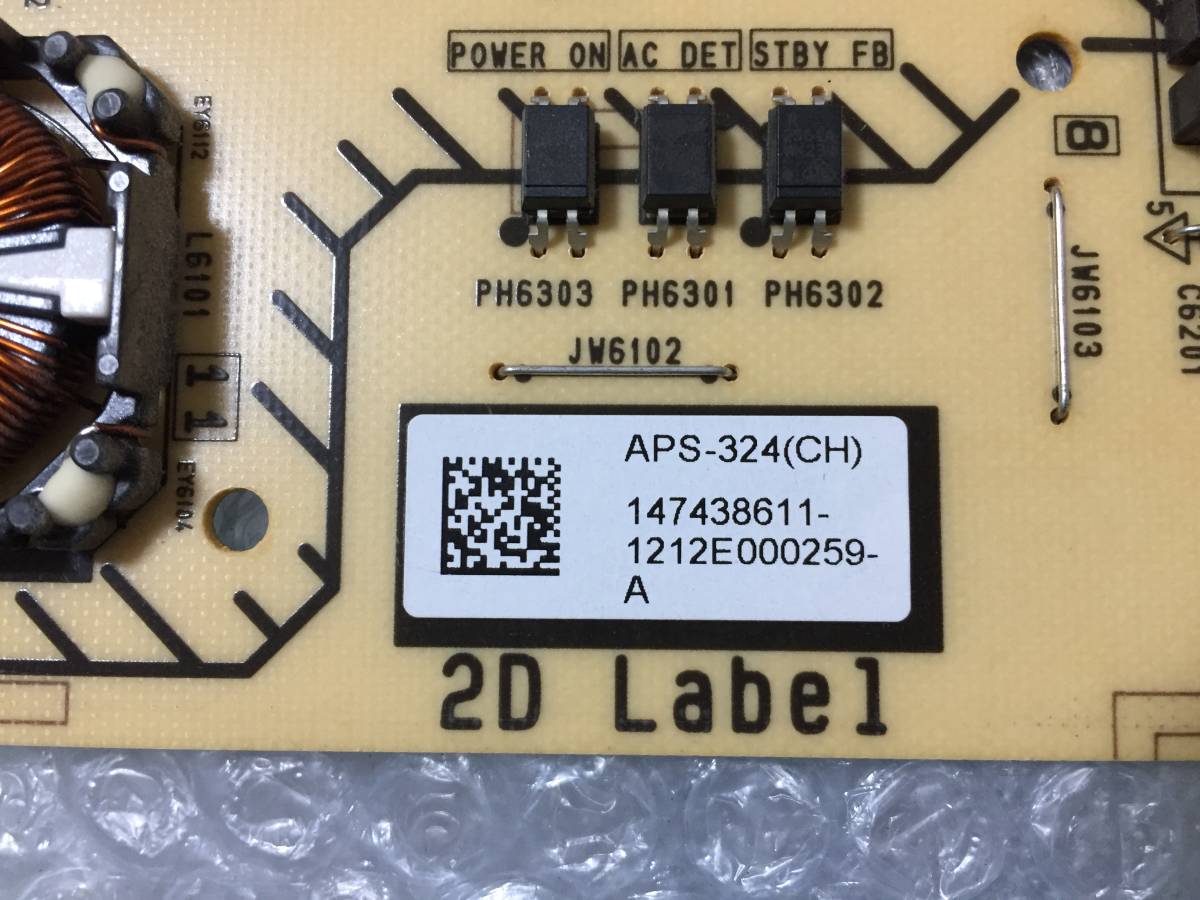 POWER ON AC DET STBY FB
EY6112
8
5
L6101
PH6303 PH6301 PH6302
JW6103
C6201
JW6102
11
APS-324(CH)
147438611-
1212E000259-
A
EY6104
2D Label